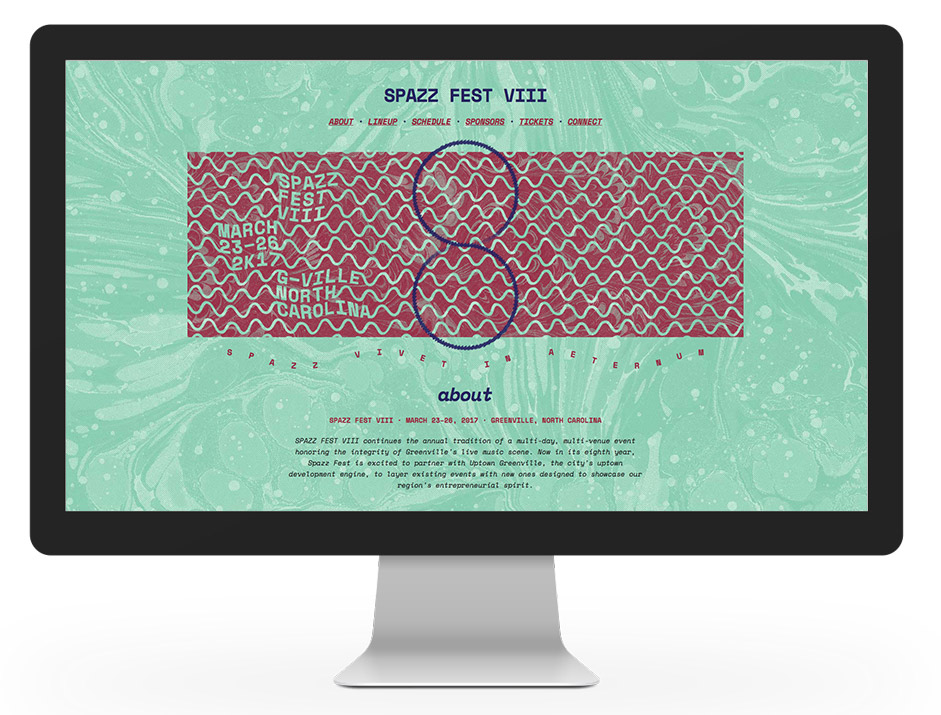 SPAZZ FEST VIII
ABOUT · LINEUP · SCHEDULE · SPONSORS · TICKETS · CONNECT
SPAZZ
FEST
VIII
MARCH
23-26
2K17
G-VILLE
NORTH
CAROLINA
SPAZZ VIVET IN AETERNUM
about
SPAZZ FEST VIII · MARCH 23-26, 2017 · GREENVILLE, NORTH CAROLINA
SPAZZ FEST VIII continues the annual tradition of a multi-day, multi-venue event
honoring the integrity of Greenville's live music scene. Now in its eighth year,
Spazz Fest is excited to partner with Uptown Greenville, the city's uptown
development engine, to layer existing events with new ones designed to showcase our
region's entrepreneurial spirit.